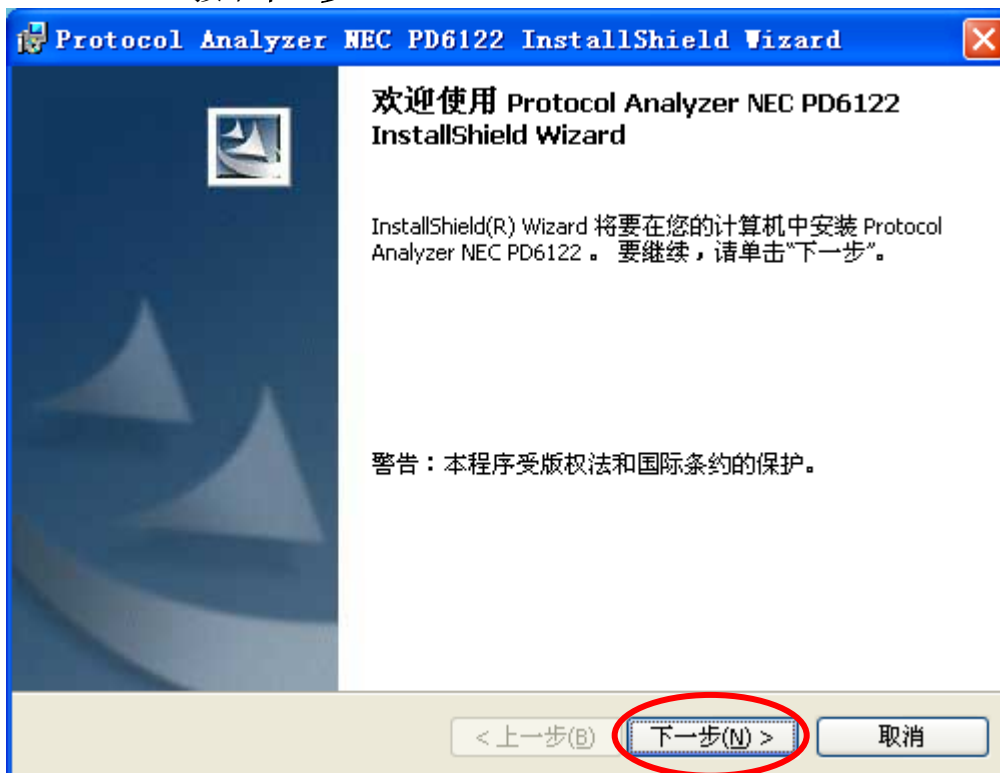 Protocol Analyzer NEC PD6122 InstallShield Wizard
欢迎使用 Protocol Analyzer NEC PD6122
InstallShield Wizard
InstallShield(R) Wizard 将要在您的计算机中安装 Protocol
Analyzer NEC PD6122 。 要继续，请单击“下一步”。
警告：本程序受版权法和国际条约的保护。
< 上一步(B) 下一步(N) > 取消